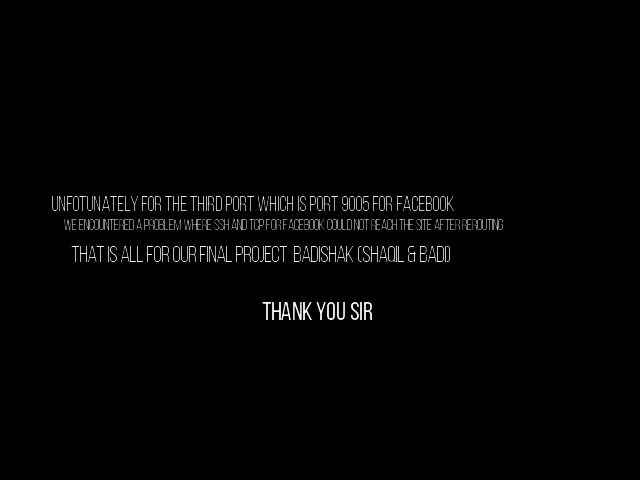 UNFOTUNATELY FOR THE THIRD PORT WHICH IS PORT 9005 FOR FACEBOOK
WE ENCOUNTERED A PROBLEM WHERE SSH AND TCP FOR FACEBOOK COULD NOT REACH THE SITE AFTER REROUTING
THAT IS ALL FOR OUR FINAL PROJECT BADISHAK (SHAQIL & BADI)
THANK YOU SIR